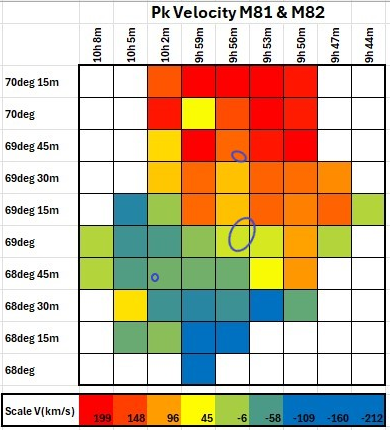 Pk Velocity M81 & M82
10h 8m 10h 5m 10h 2m 9h 59m 9h 56m 9h 53m 9h 50m 9h 47m 9h 44m
70deg 15m
70deg
69deg 45m
69deg 30m
69deg 15m
69deg
68deg 45m
68deg 30m
68deg 15m
68deg
Scale V(km/s) 199 148 96 45 -6 -58 -109 -160 -212